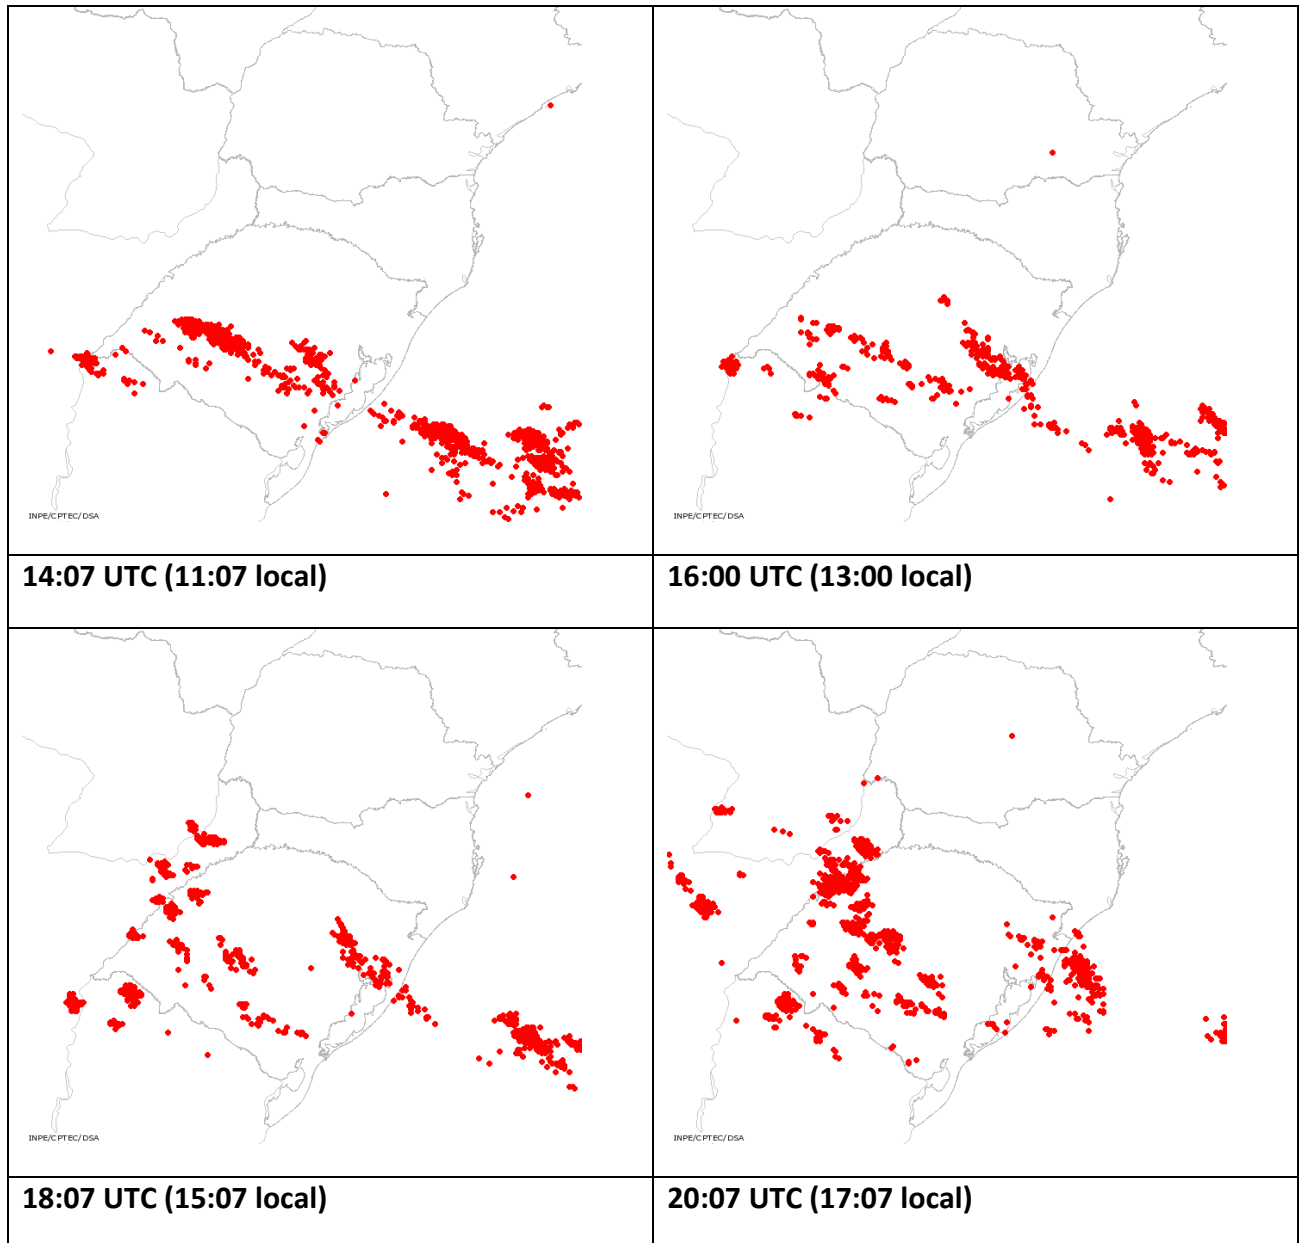 INPE/CPTEC/DSA
INPE/CPTEC/DSA
14:07 UTC (11:07 local)
16:00 UTC (13:00 local)
INPE/CPTEC/DSA
INPE/CPTEC/DSA
18:07 UTC (15:07 local)
20:07 UTC (17:07 local)